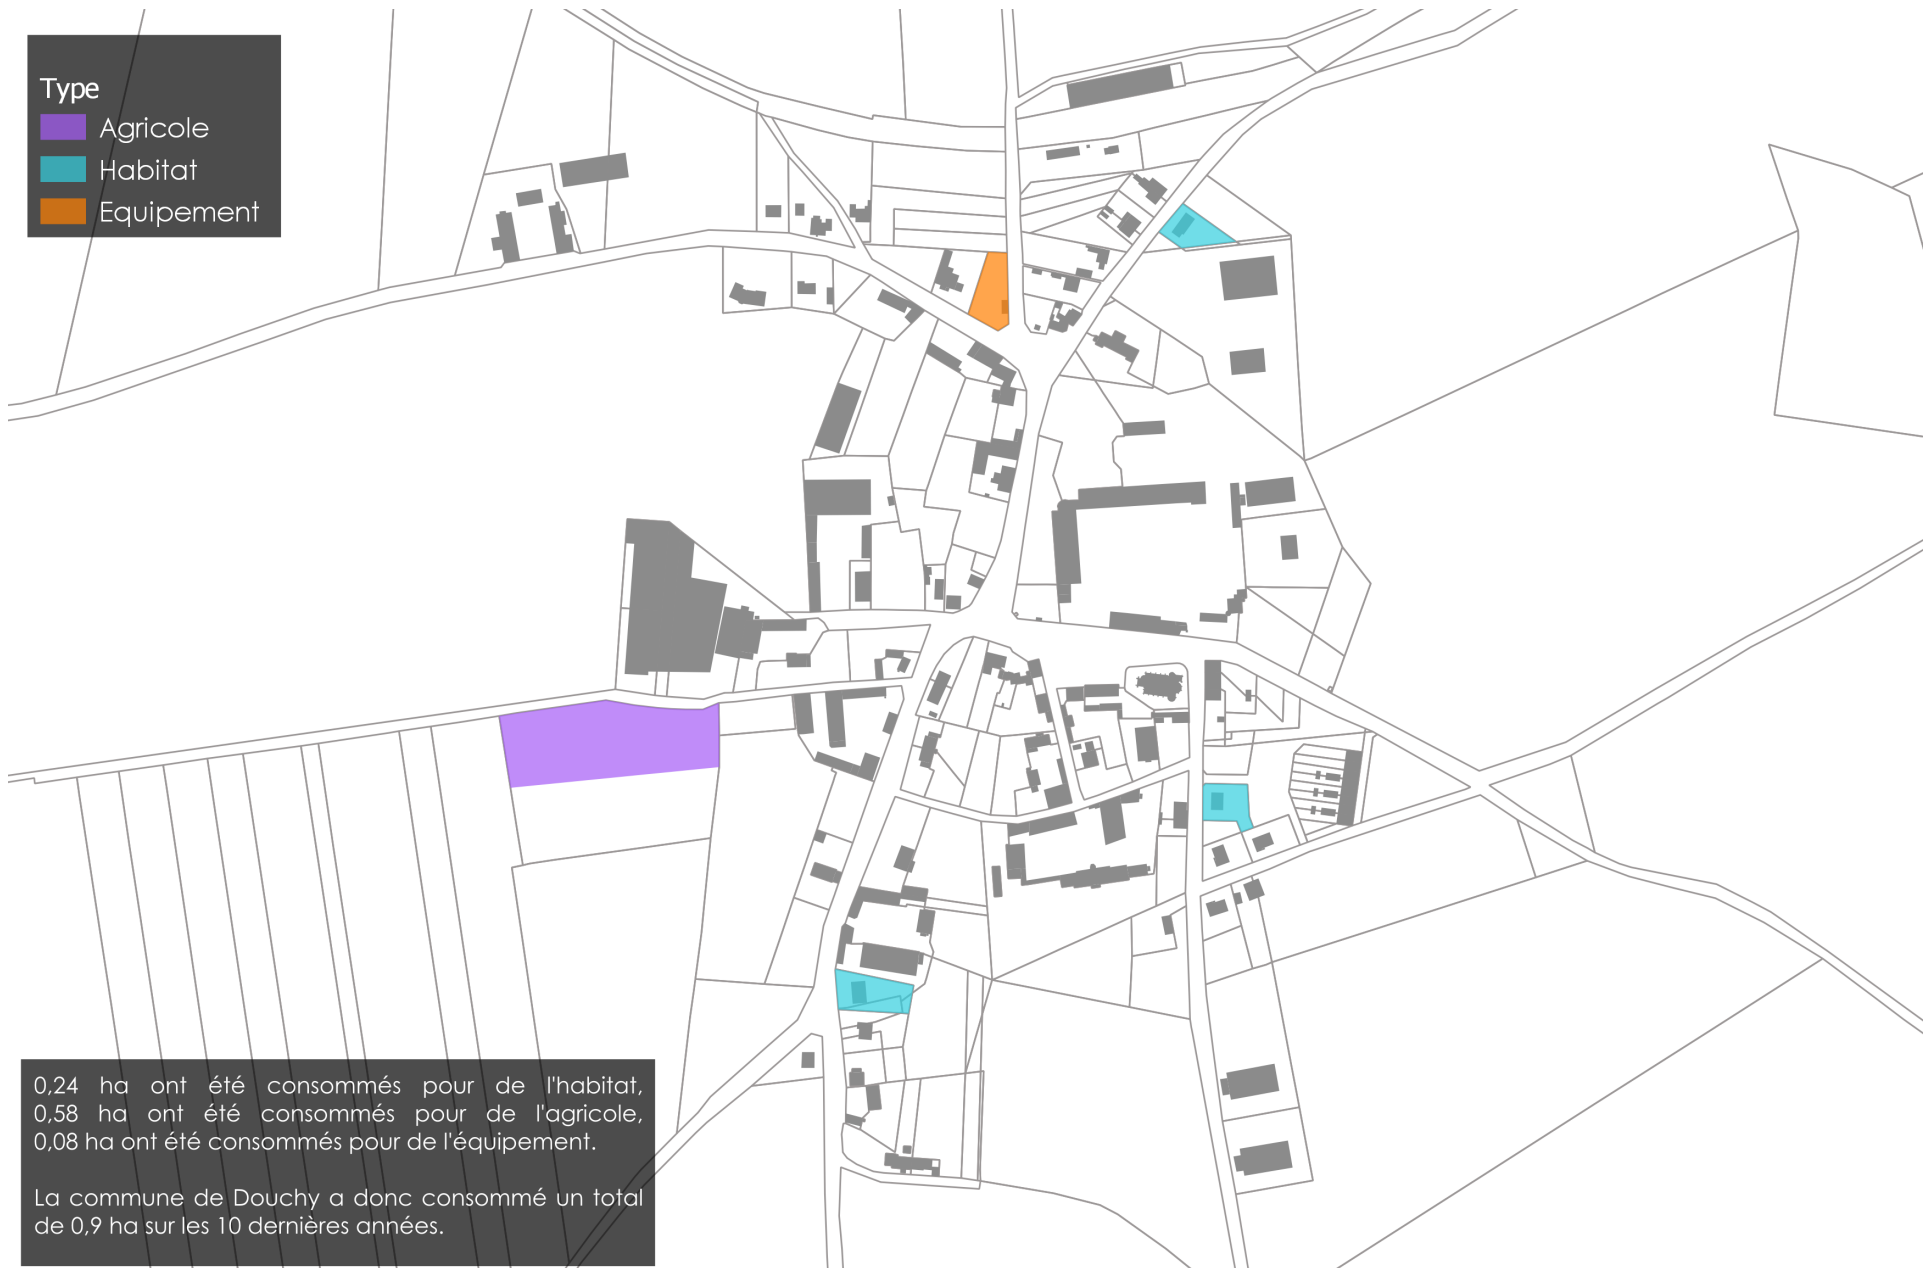 Type
Agricole
Habitat
Equipement
0,24 ha ont été consommés pour de l'habitat,
0,58 ha ont été consommés pour de l'agricole,
0,08 ha ont été consommés pour de l'équipement.
La commune de Douchy a donc consommé un total
de 0,9 ha sur les 10 dernières années.